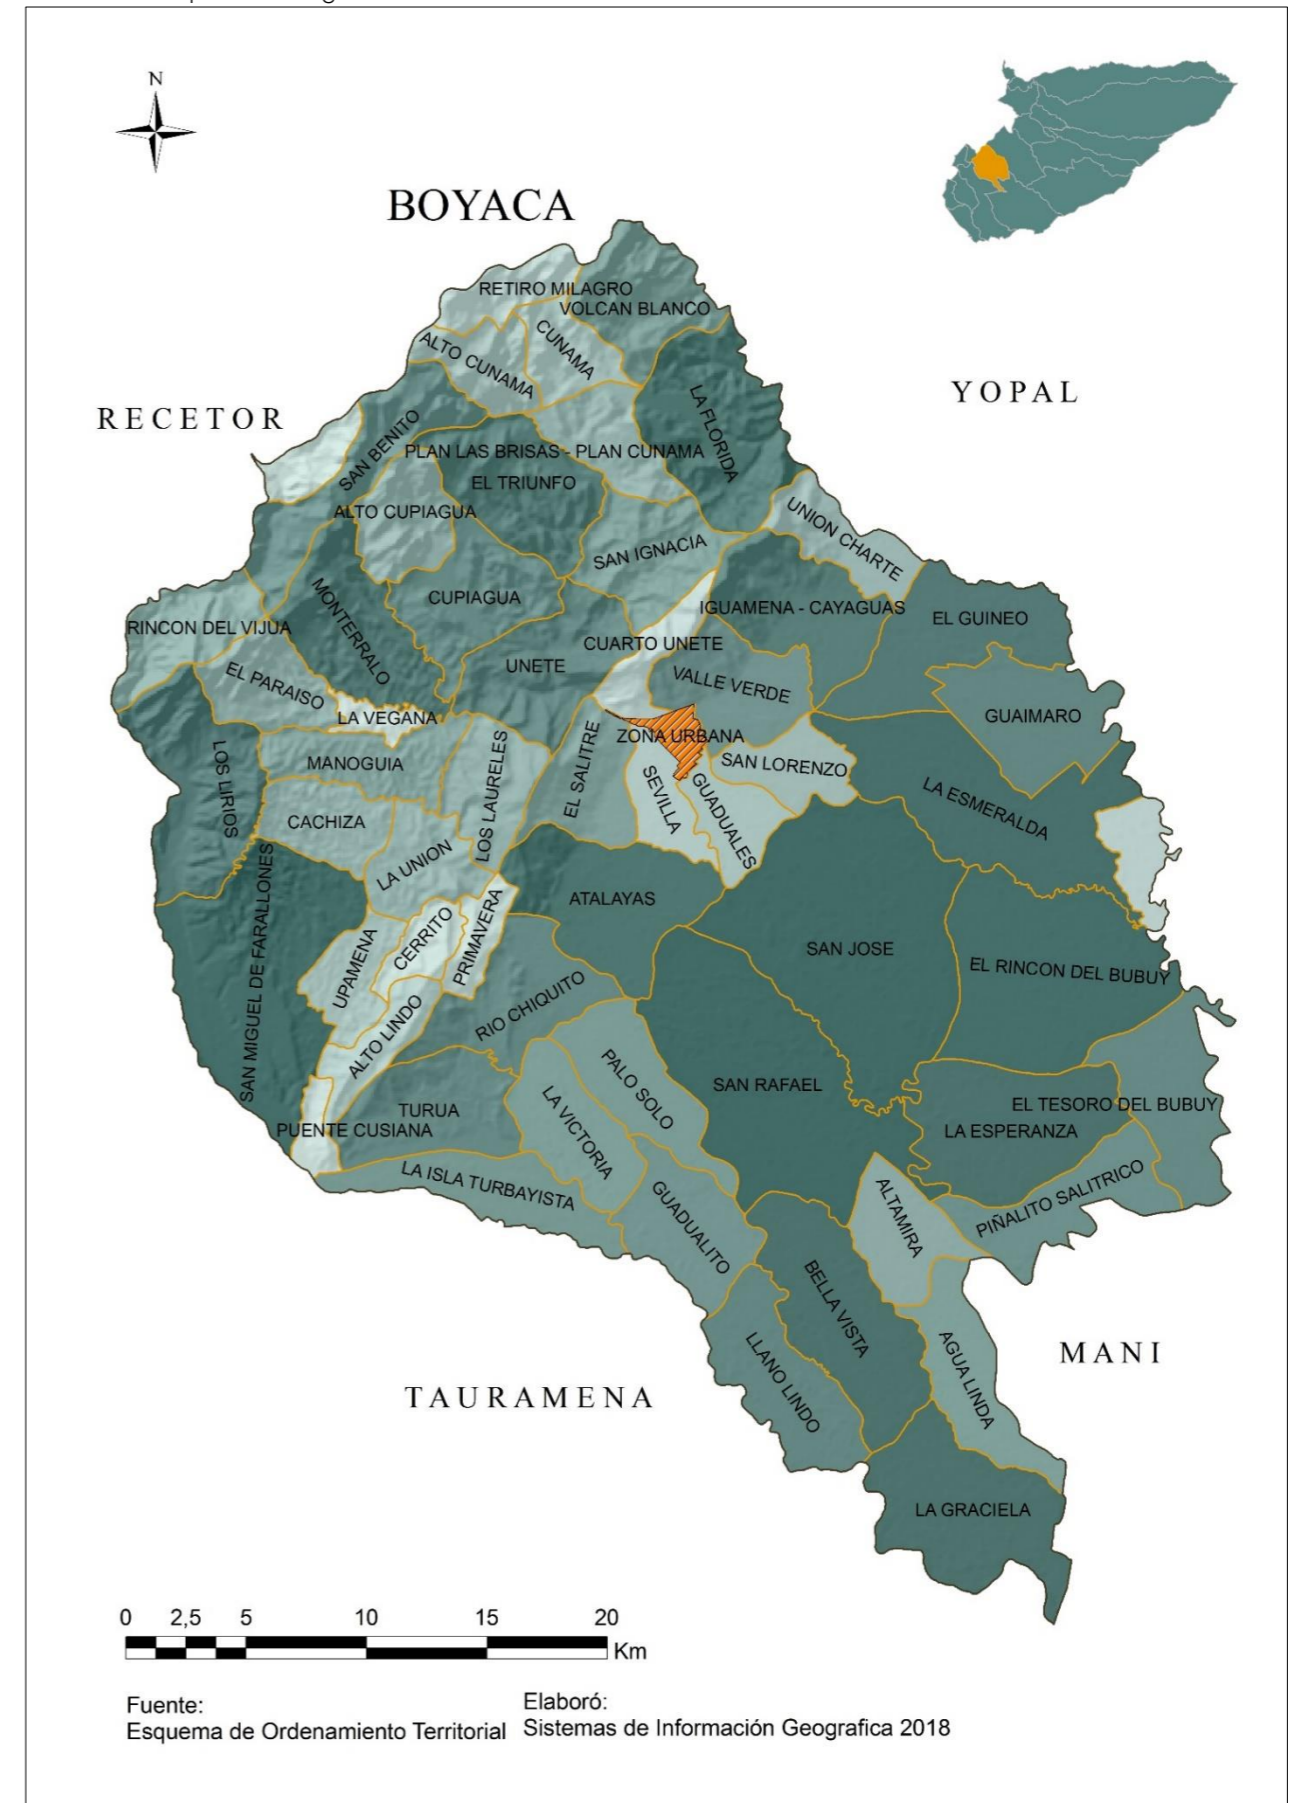 N
BOYACA
RETIRO MILAGRO
VOLCAN BLANCO
CUNAMA
ALTO CUNAMA
YOPAL
RECETOR
LA FLORIDA
SAN BENITO
PLAN LAS BRISAS - PLAN CUNAMA
EL TRIUNFO
ALTO CUPIAGUA
UNION CHARTE
SAN IGNACIA
CUPIAGUA
IGUAMENA - CAYAGUAS
EL GUINEO
RINCON DEL VIJUA
MONTERRALO
CUARTO UNETE
UNETE
EL PARAISO
VALLE VERDE
LA VEGANA
GUAIMARO
ZONA URBANA
MANOGUIA
SAN LORENZO
LOS LIRIOS
LOS LAURELES
EL SALITRE
SEVILLA
GUADUALES
LA ESMERALDA
CACHIZA
LA UNION
ATALAYAS
SAN MIGUEL DE FARALLONES
CERRITO
PRIMAVERA
UPAMENA
SAN JOSE
EL RINCON DEL BUBUY
RIO CHIQUITO
ALTO LINDO
PALO SOLO
SAN RAFAEL
TURUA
LA VICTORIA
EL TESORO DEL BUBUY
PUENTE CUSIANA
LA ESPERANZA
LA ISLA TURBAYISTA
GUADUALITO
ALTAMIRA
PIÑALITO SALITRICO
BELLA VISTA
LLANO LINDO
AGUA LINDA
MANI
TAURAMENA
LA GRACIELA
0 2,5 5 10 15 20
Km
Fuente:
Esquema de Ordenamiento Territorial
Elaboró:
Sistemas de Información Geografica 2018